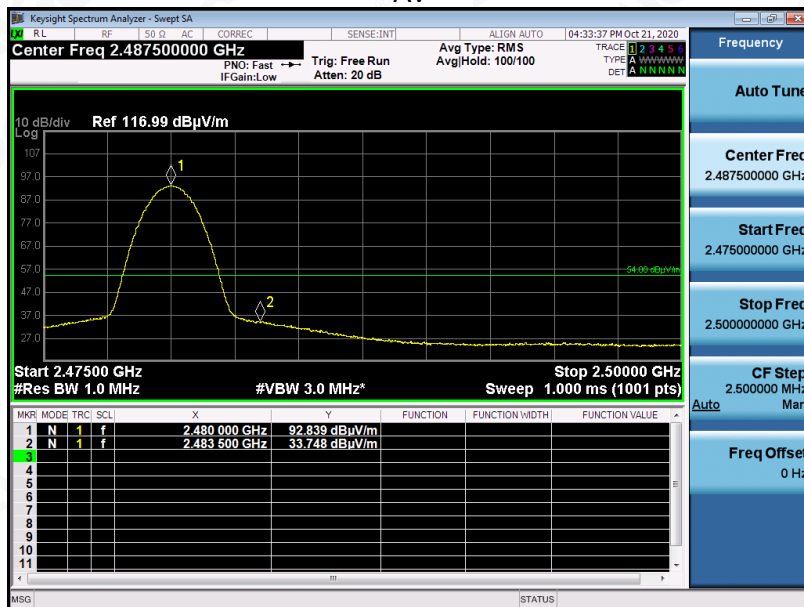 Keysight Spectrum Analyzer - Swept SA
LXI RL RF 50 Ω AC CORREC SENSE:INT ALIGN AUTO 04:33:37 PM Oct 21, 2020
Center Freq 2.487500000 GHz
PNO: Fast
IFGain:Low
Trig: Free Run
Atten: 20 dB
Avg Type: RMS
Avg|Hold: 100/100
TRACE 1 2 3 4 5 6
TYPE A WWWWW
DET A N N N N N
10 dB/div Ref 116.99 dBµV/m
Log
107
97.0
87.0
77.0
67.0
57.0
47.0
37.0
27.0
1
2
54.00 dBµV/m
Start 2.47500 GHz Stop 2.50000 GHz
#Res BW 1.0 MHz #VBW 3.0 MHz* Sweep 1.000 ms (1001 pts)
MKR MODE TRC SCL X Y FUNCTION FUNCTION WIDTH FUNCTION VALUE
1 N 1 f 2.480 000 GHz 92.839 dBµV/m
2 N 1 f 2.483 500 GHz 33.748 dBµV/m
3
4
5
6
7
8
9
10
11
MSG STATUS
Frequency
Auto Tune
Center Freq
2.487500000 GHz
Start Freq
2.475000000 GHz
Stop Freq
2.500000000 GHz
CF Step
2.500000 MHz
Auto Man
Freq Offset
0 Hz